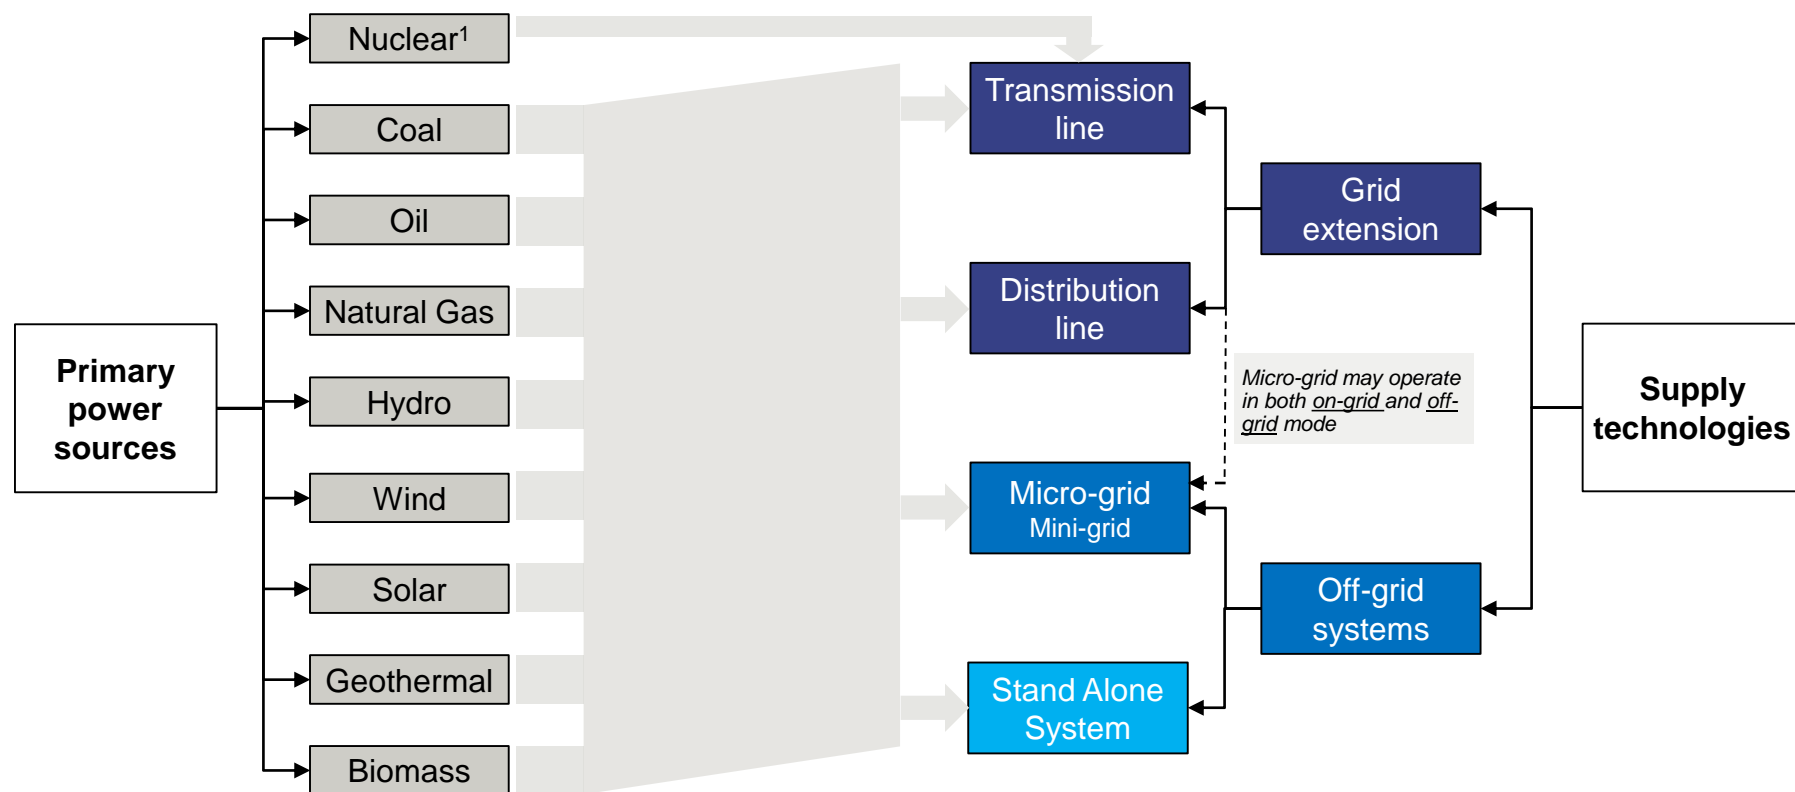 Primary
power
sources
Nuclear¹
Coal
Oil
Natural Gas
Hydro
Wind
Solar
Geothermal
Biomass
Transmission
line
Distribution
line
Micro-grid
Mini-grid
Stand Alone
System
Micro-grid may operate
in both on-grid and off-
grid mode
Grid
extension
Off-grid
systems
Supply
technologies